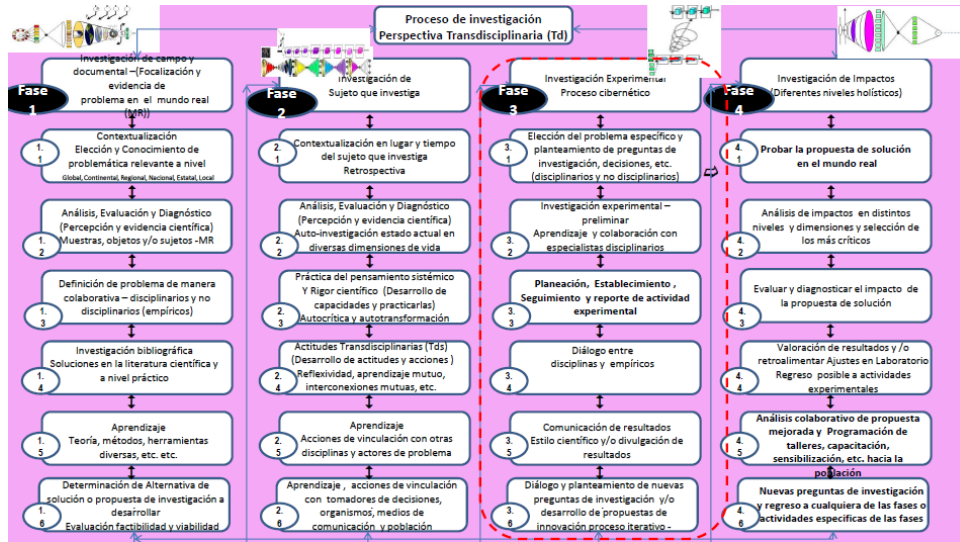 Proceso de investigación
Perspectiva Transdisciplinaria (Td)
Fase
1
Investigación de campo y
documental –(Focalización y
evidencia de
problema en el mundo real
(MR))
1.
1
Contextualización
Elección y Conocimiento de
problemática relevante a nivel
Global, Continental, Regional, Nacional, Estatal, Local
1.
2
Análisis, Evaluación y Diagnóstico
(Percepción y evidencia científica)
Muestras, objetos y/o sujetos -MR
1.
3
Definición de problema de manera
colaborativa – disciplinarios y no
disciplinarios (empíricos)
1.
4
Investigación bibliográfica
Soluciones en la literatura científica y
a nivel práctico
1.
5
Aprendizaje
Teoría, métodos, herramientas
diversas, etc. etc.
1.
6
Determinación de Alternativa de
solución o propuesta de investigación a
desarrollar
Evaluación factibilidad y viabilidad
Fase
2
Investigación de
Sujeto que investiga
2.
1
Contextualización en lugar y tiempo
del sujeto que investiga
Retrospectiva
2.
2
Análisis, Evaluación y Diagnóstico
(Percepción y evidencia científica)
Auto-investigación estado actual en
diversas dimensiones de vida
2.
3
Práctica del pensamiento sistémico
Y Rigor científico (Desarrollo de
capacidades y practicarlas)
Autocrítica y autotransformación
2.
4
Actitudes Transdisciplinarias (Tds)
(Desarrollo de actitudes y acciones )
Reflexividad, aprendizaje mutuo,
interconexiones mutuas, etc.
2.
5
Aprendizaje
Acciones de vinculación con otras
disciplinas y actores de problema
2.
6
Aprendizaje , acciones de vinculación
con tomadores de decisiones,
organismos, medios de
comunicación y población
Fase
3
Investigación Experimental
Proceso cibernético
3.
1
Elección del problema específico y
planteamiento de preguntas de
investigación, decisiones, etc.
(disciplinarios y no disciplinarios)
3.
2
Investigación experimental –
preliminar
Aprendizaje y colaboración con
especialistas disciplinarios
3.
3
Planeación, Establecimiento ,
Seguimiento y reporte de actividad
experimental
3.
4
Diálogo entre
disciplinas y empíricos
3.
5
Comunicación de resultados
Estilo científico y/o divulgación de
resultados
3.
6
Diálogo y planteamiento de nuevas
preguntas de investigación y/o
desarrollo de propuestas de
innovación proceso iterativo -
Fase
4
Investigación de Impactos
(Diferentes niveles holísticos)
4.
1
Probar la propuesta de solución
en el mundo real
4.
2
Análisis de impactos en distintos
niveles y dimensiones y selección de
los más críticos
4.
3
Evaluar y diagnosticar el impacto de
la propuesta de solución
4.
4
Valoración de resultados y /o
retroalimentar Ajustes en Laboratorio
Regreso posible a actividades
experimentales
4.
5
Análisis colaborativo de propuesta
mejorada y Programación de
talleres, capacitación,
sensibilización, etc. hacia la
población
4.
6
Nuevas preguntas de investigación
y regreso a cualquiera de las fases o
actividades especificas de las fases